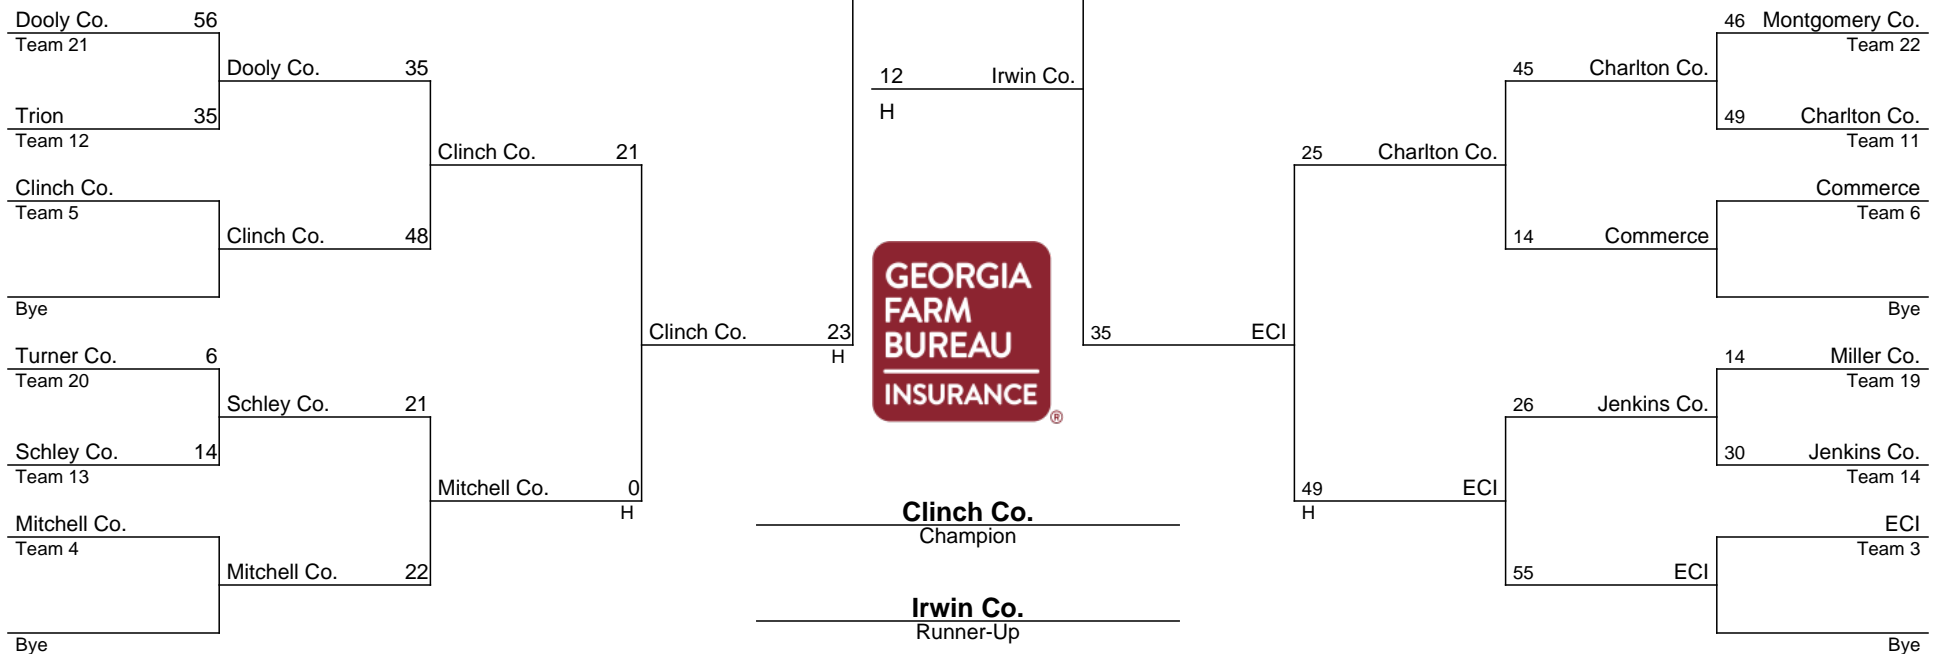 Dooly Co. 56
Team 21
Dooly Co. 35
Trion 35
Team 12
Clinch Co. 21
Clinch Co.
Team 5
Clinch Co. 48
Bye
Clinch Co. 23
H
Turner Co. 6
Team 20
Schley Co. 21
Schley Co. 14
Team 13
Mitchell Co. 0
H
Mitchell Co.
Team 4
Mitchell Co. 22
Bye
12 Irwin Co.
H
GEORGIA
FARM
BUREAU
INSURANCE
®
Clinch Co.
Champion
Irwin Co.
Runner-Up
46 Montgomery Co.
Team 22
45 Charlton Co.
49 Charlton Co.
Team 11
25 Charlton Co.
Commerce
Team 6
14 Commerce
Bye
35 ECI
14 Miller Co.
Team 19
26 Jenkins Co.
30 Jenkins Co.
Team 14
49 ECI
H
ECI
Team 3
55 ECI
Bye